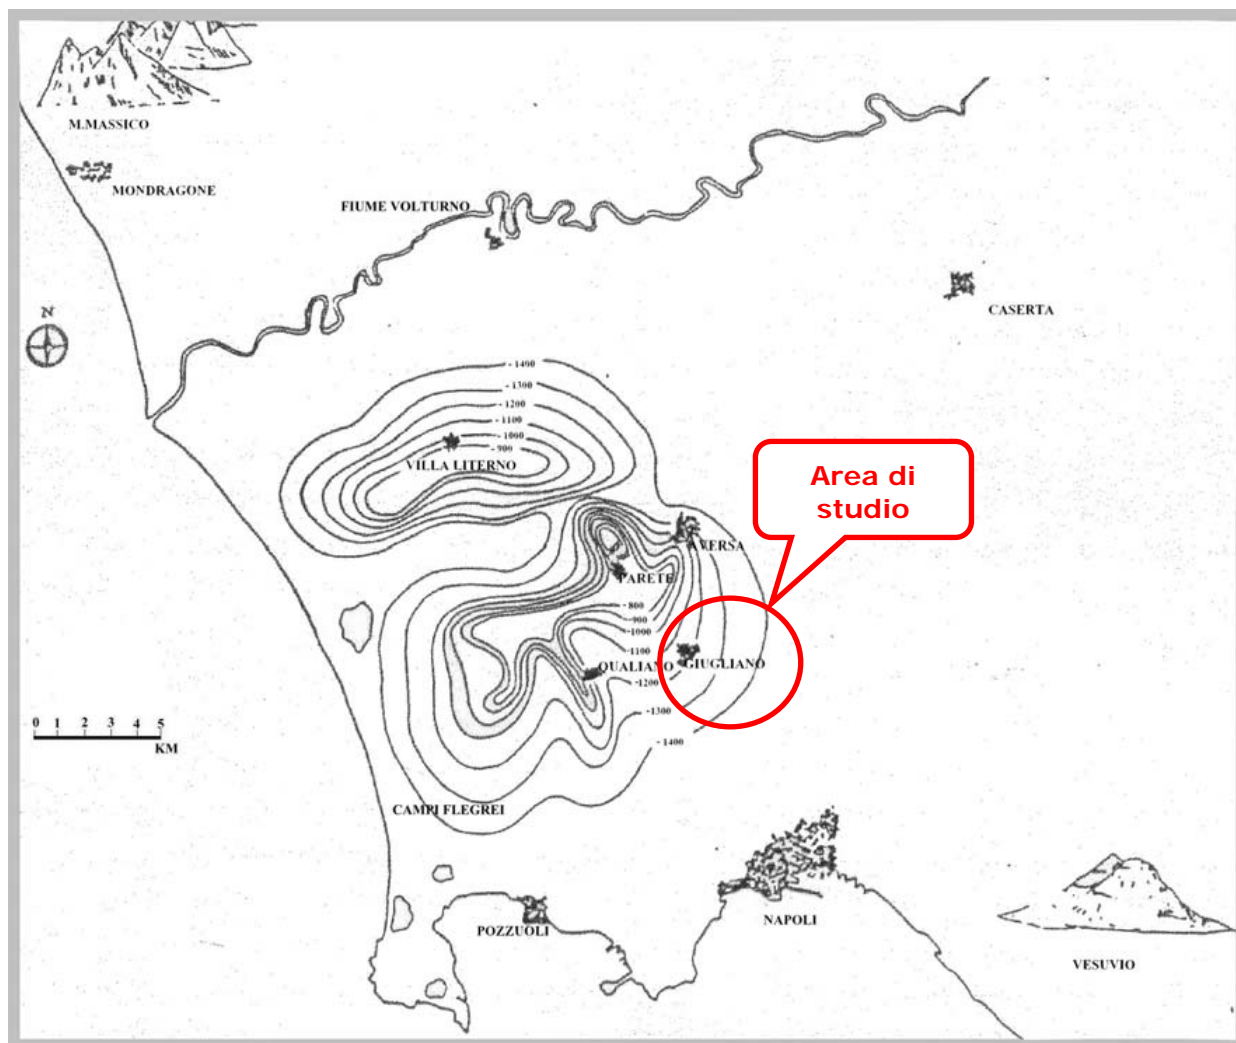 M.MASSICO
MONDRAGONE
FIUME VOLTURNO
CASERTA
N
- 1400
- 1300
- 1200
- 1100
- 1000
- 900
VILLA LITERNO
Area di
studio
AVERSA
PARETE
- 800
- 900
-1000
-1100
QUALIANO
GIUGLIANO
-1200
-1300
- 1400
0 1 2 3 4 5
KM
CAMPI FLEGREI
POZZUOLI
NAPOLI
VESUVIO